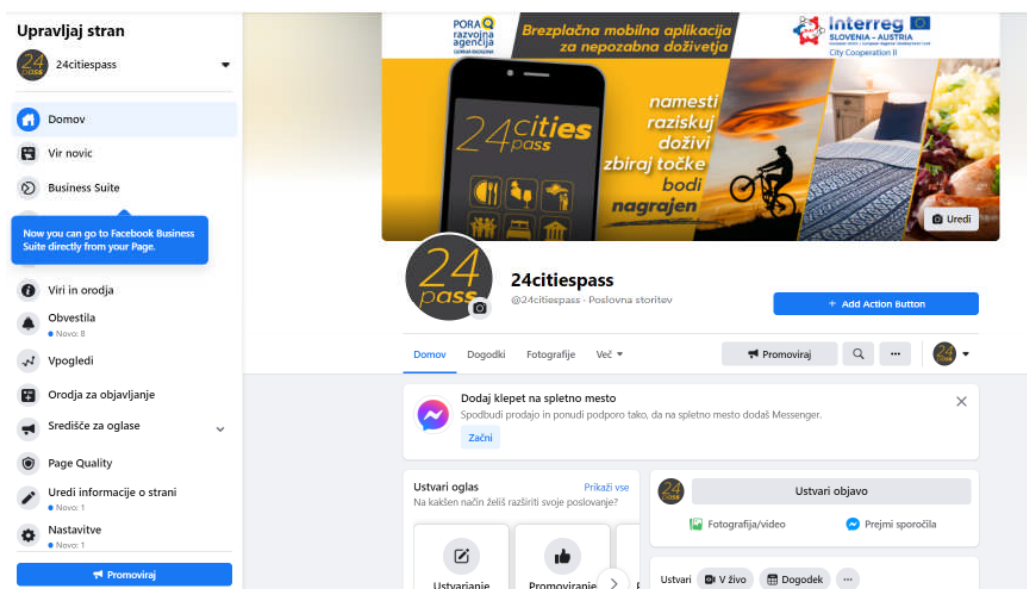 Upravljaj stran
24citiespass
Domov
Vir novic
Business Suite
Now you can go to Facebook Business
Suite directly from your Page.
Viri in orodja
Obvestila
Novo: 8
Vpogledi
Orodja za objavljanje
Središče za oglase
Page Quality
Uredi informacije o strani
Novo: 1
Nastavitve
Novo: 1
Promoviraj
PORA
razvojna
agencija
Brezplačna mobilna aplikacija
za nepozabna doživetja
Interreg
SLOVENIA - AUSTRIA
City Cooperation II
24cities
pass
namesti
raziskuj
doživi
zbiraj točke
bodi
nagrajen
Uredi
24
pass
24citiespass
@24citiespass · Poslovna storitev
+ Add Action Button
Domov Dogodki Fotografije Več
Promoviraj
Dodaj klepet na spletno mesto
Spodbudi prodajo in ponudi podporo tako, da na spletno mesto dodaš Messenger.
Začni
Ustvari oglas Prikaži vse
Na kakšen način želiš razširiti svoje poslovanje?
Ustvarjanje Promoviranje
Ustvari objavo
Fotografija/video Prejmi sporočila
Ustvari V živo Dogodek